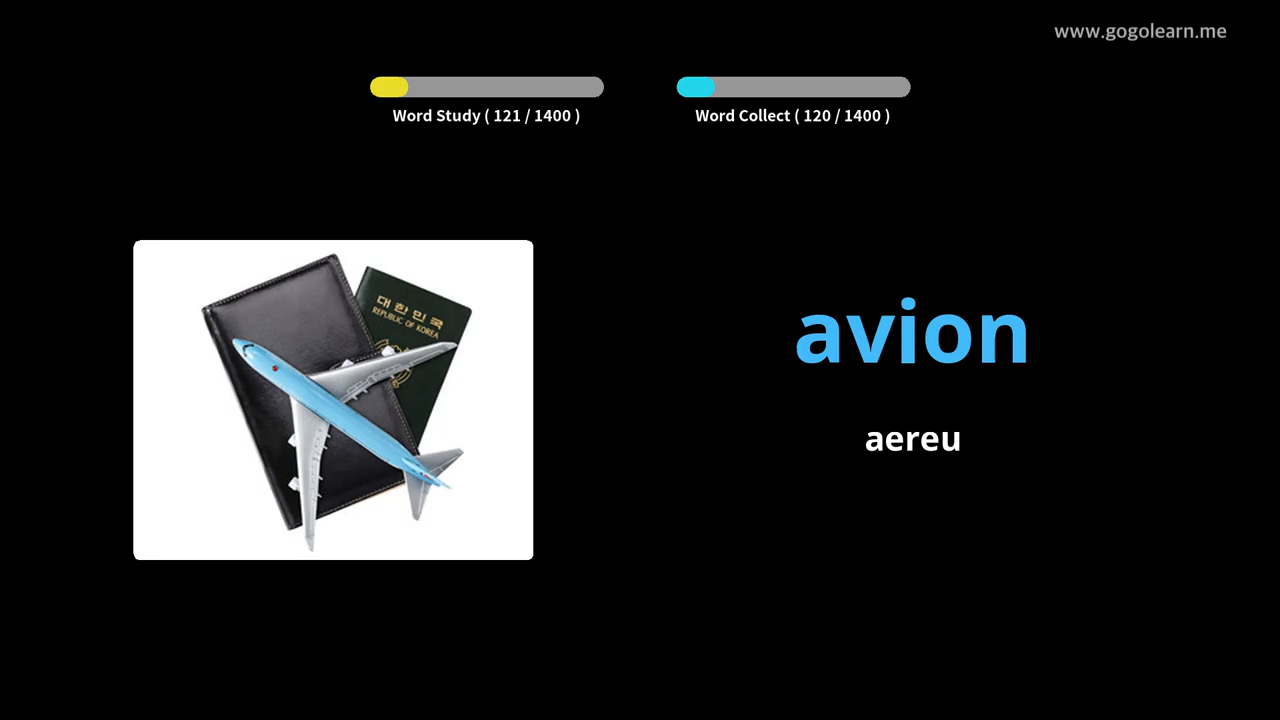 www.gogolearn.me
Word Study ( 121 / 1400 )
Word Collect ( 120 / 1400 )
대한민국
REPUBLIC OF KOREA
avion
aereu